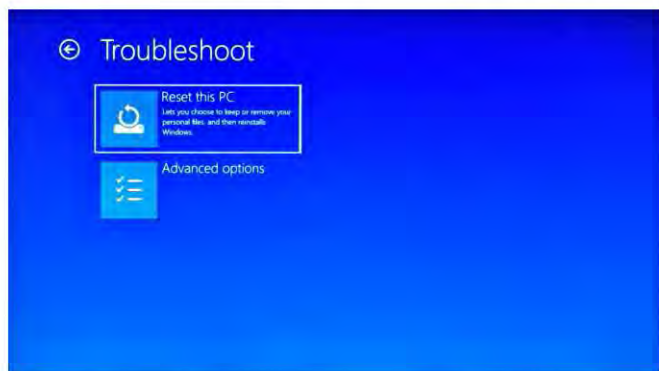 Troubleshoot
Reset this PC
Lets you choose to keep or remove your
personal files, and then reinstalls
Windows.
Advanced options